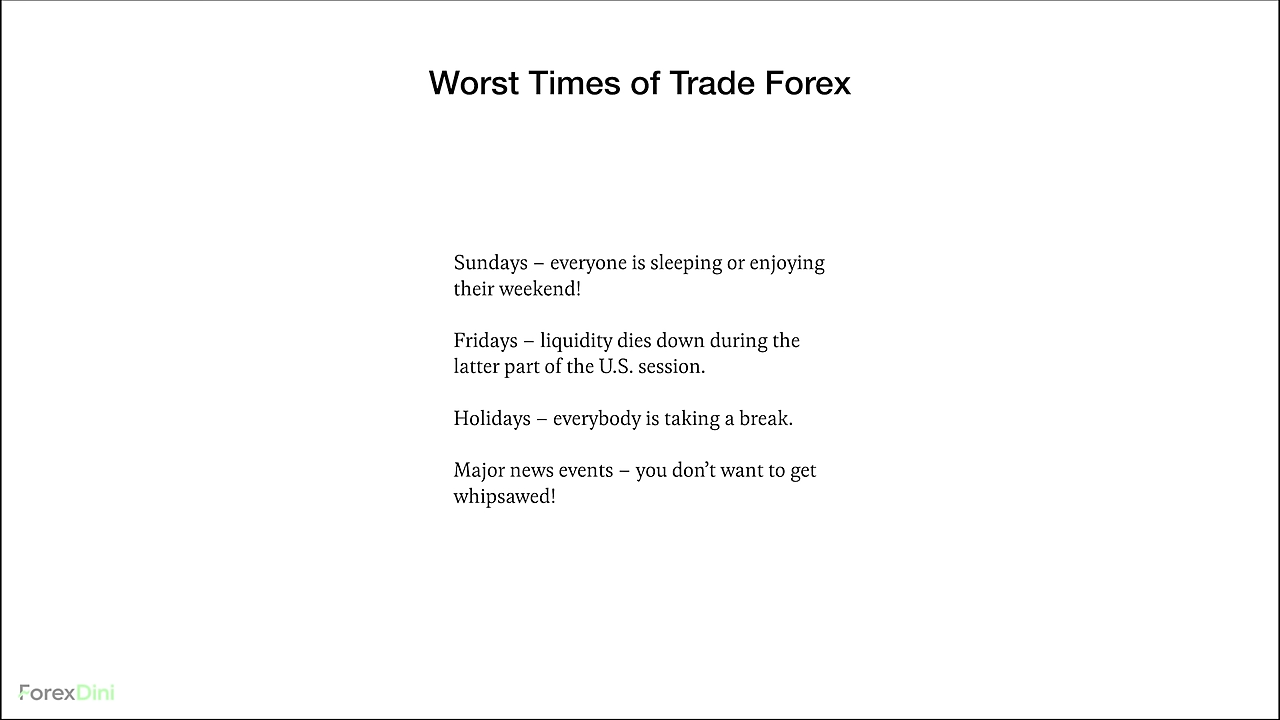 Worst Times of Trade Forex
Sundays – everyone is sleeping or enjoying
their weekend!
Fridays – liquidity dies down during the
latter part of the U.S. session.
Holidays – everybody is taking a break.
Major news events – you don’t want to get
whipsawed!
ForexDini